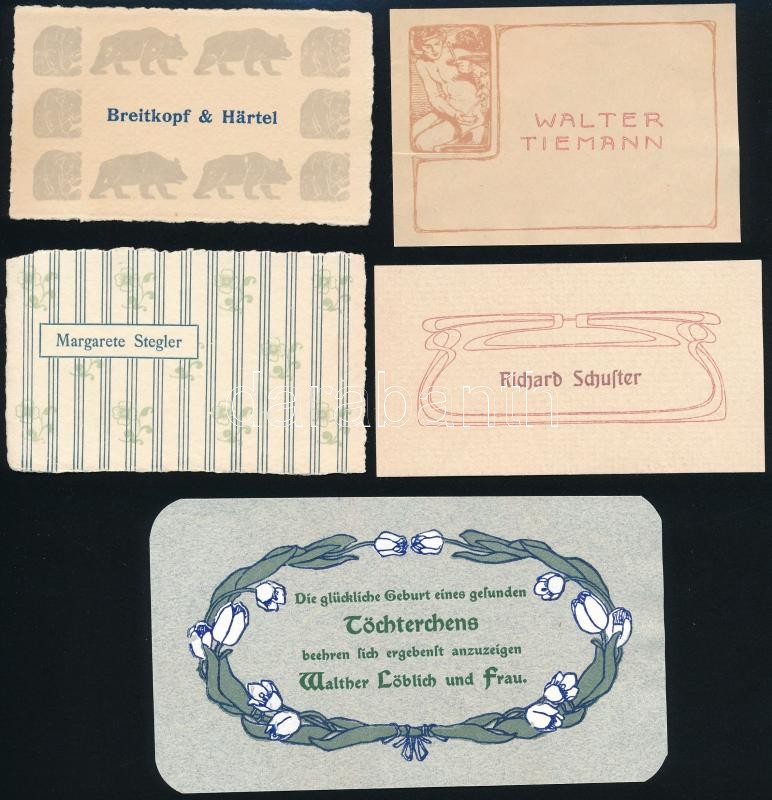 Breitkopf & Härtel
WALTER
TIEMANN
Margarete Stegler
Richard Schuſter
darabanth
Die glückliche Geburt eines geſunden
Töchterchens
beehren ſich ergebenſt anzuzeigen
Walther Löblich und Frau.